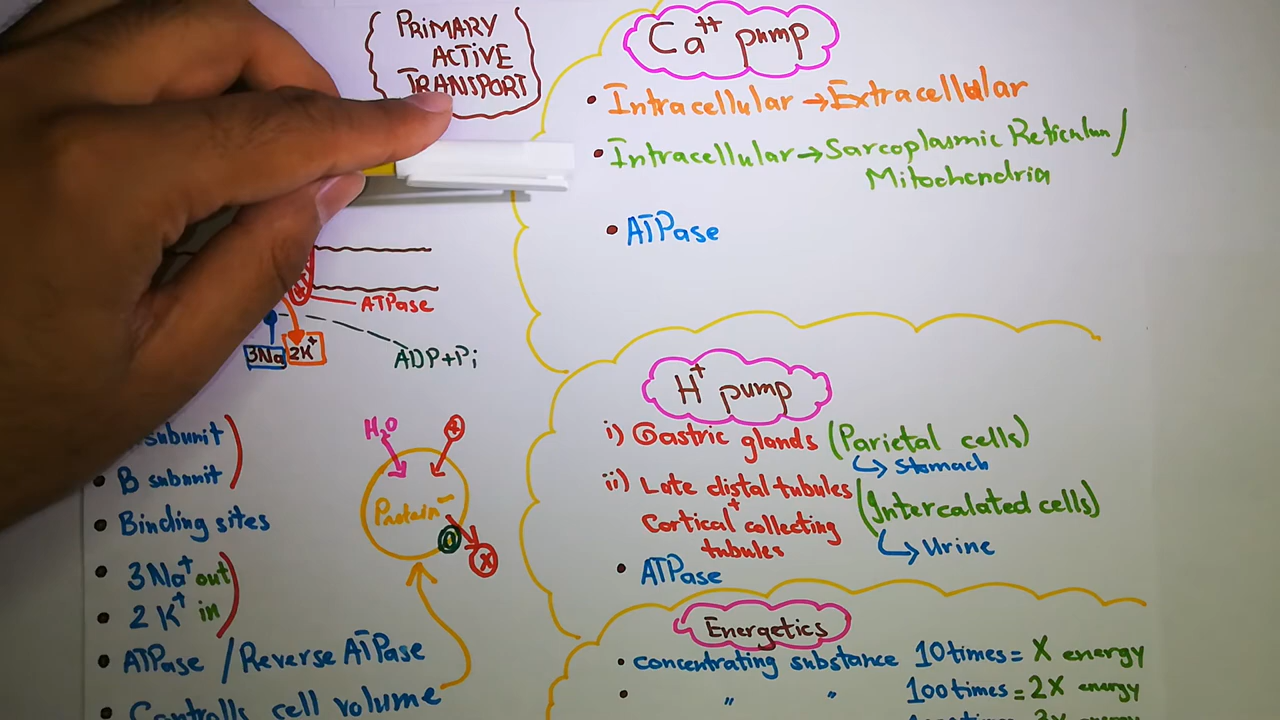 PRIMARY
ACTIVE
TRANSPORT
ATPase
3Na
2K+
ADP+Pi
subunit
B subunit
Binding sites
3Na+ out
2 K+ in
ATPase / Reverse ATPase
Controlls cell volume
H2O
+
Protein-
X
Ca++ pump
Intracellular → Extracellular
Intracellular → Sarcoplasmic Reticulum /
Mitochondria
ATPase
H+ pump
i) Gastric glands (Parietal cells)
Stomach
ii) Late distal tubules (Intercalated cells)
+
Cortical collecting
tubules
Urine
ATPase
Energetics
concentrating substance 10 times = X energy
" " 100 times = 2X energy